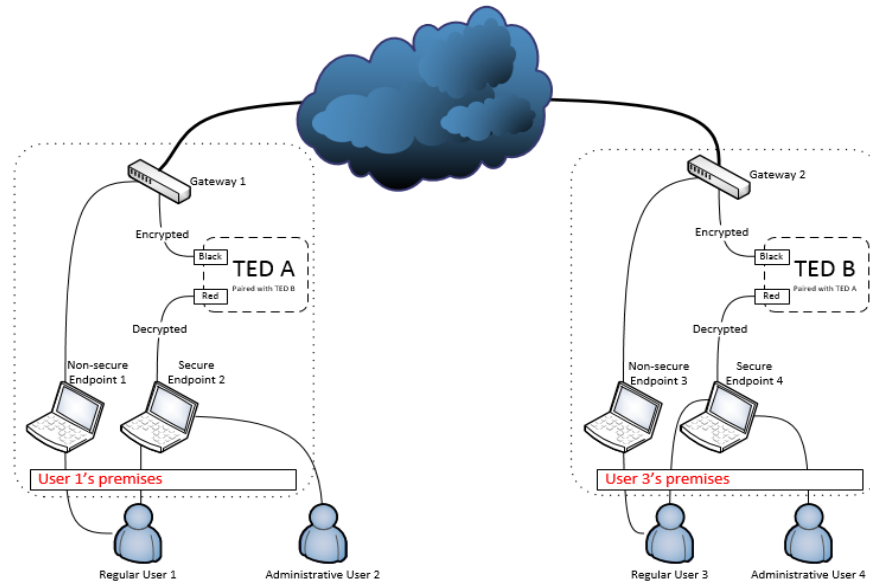 Gateway 1
Encrypted
Black
TED A
Paired with TED B
Red
Decrypted
Non-secure
Endpoint 1
Secure
Endpoint 2
User 1's premises
Regular User 1
Administrative User 2
Gateway 2
Encrypted
Black
TED B
Paired with TED A
Red
Decrypted
Non-secure
Endpoint 3
Secure
Endpoint 4
User 3's premises
Regular User 3
Administrative User 4